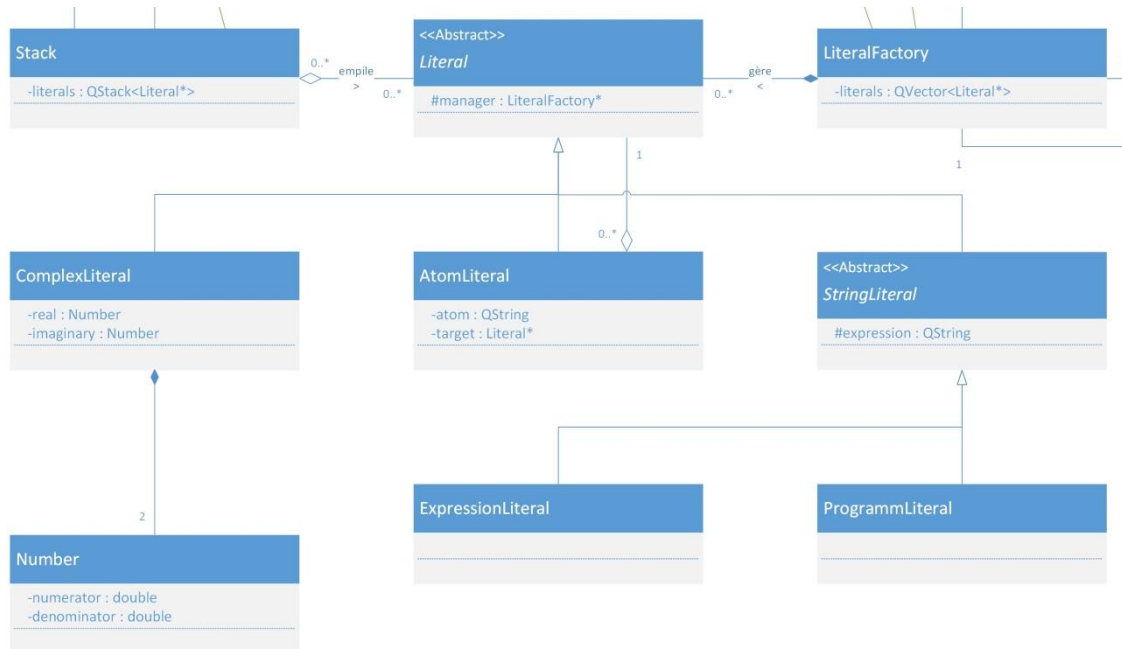 Stack
-literals : QStack<Literal*>
0..*
empile
>
0..*
<<Abstract>>
Literal
#manager : LiteralFactory*
gère
<
0..*
LiteralFactory
-literals : QVector<Literal*>
1
1
0..*
ComplexLiteral
-real : Number
-imaginary : Number
AtomLiteral
-atom : QString
-target : Literal*
<<Abstract>>
StringLiteral
#expression : QString
2
ExpressionLiteral
ProgrammLiteral
Number
-numerator : double
-denominator : double